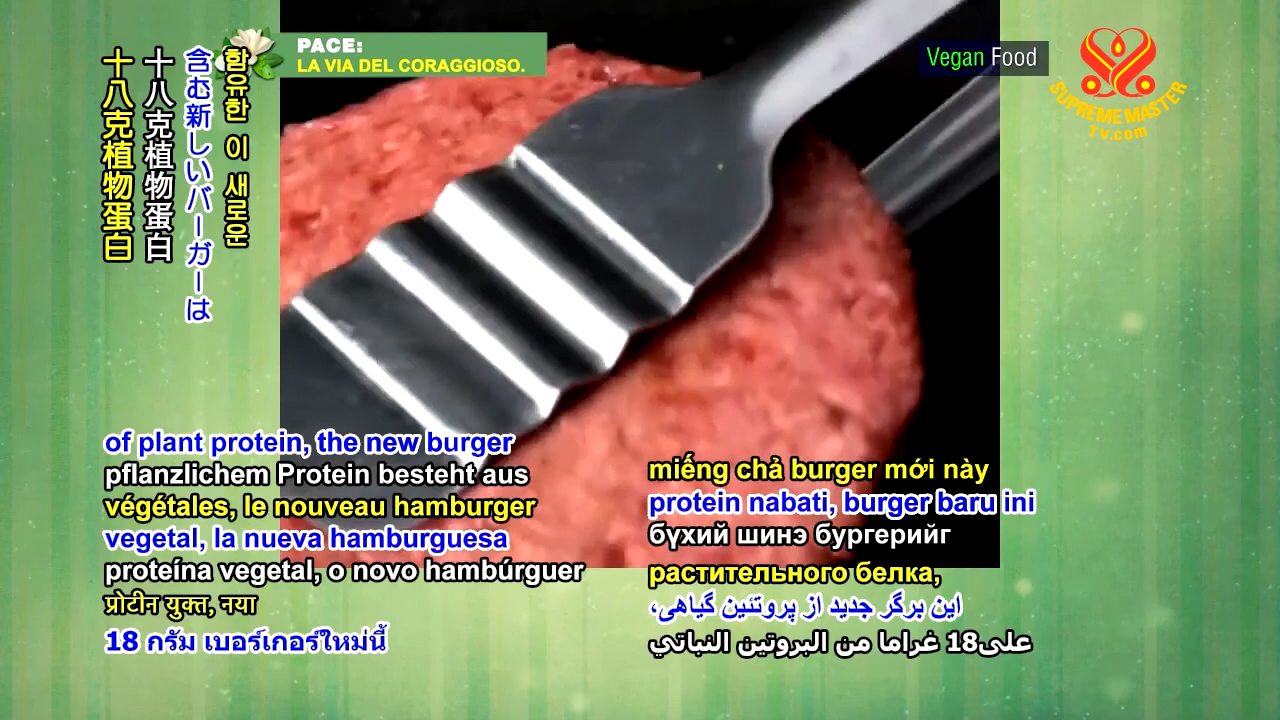 PACE:
LA VIA DEL CORAGGIOSO.
Vegan Food
SUPREME MASTER
TV.com
함유한 이 새로운
含む新しいバーガーは
十八克植物蛋白
十八克植物蛋白
of plant protein, the new burger
pflanzlichem Protein besteht aus
végétales, le nouveau hamburger
vegetal, la nueva hamburguesa
proteína vegetal, o novo hambúrguer
प्रोटीन युक्त, नया
18 กรัม เบอร์เกอร์ใหม่นี้
miếng chả burger mới này
protein nabati, burger baru ini
бүхий шинэ бургерийг
растительного белка,
این برگر جدید از پروتئین گیاهی،
على18 غراما من البروتين النباتي